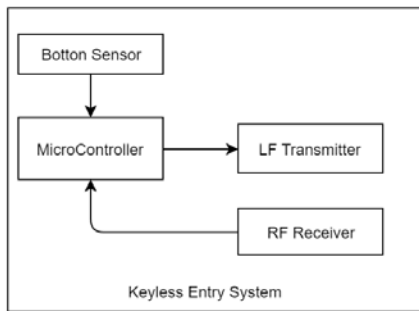 Botton Sensor
MicroController
LF Transmitter
RF Receiver
Keyless Entry System